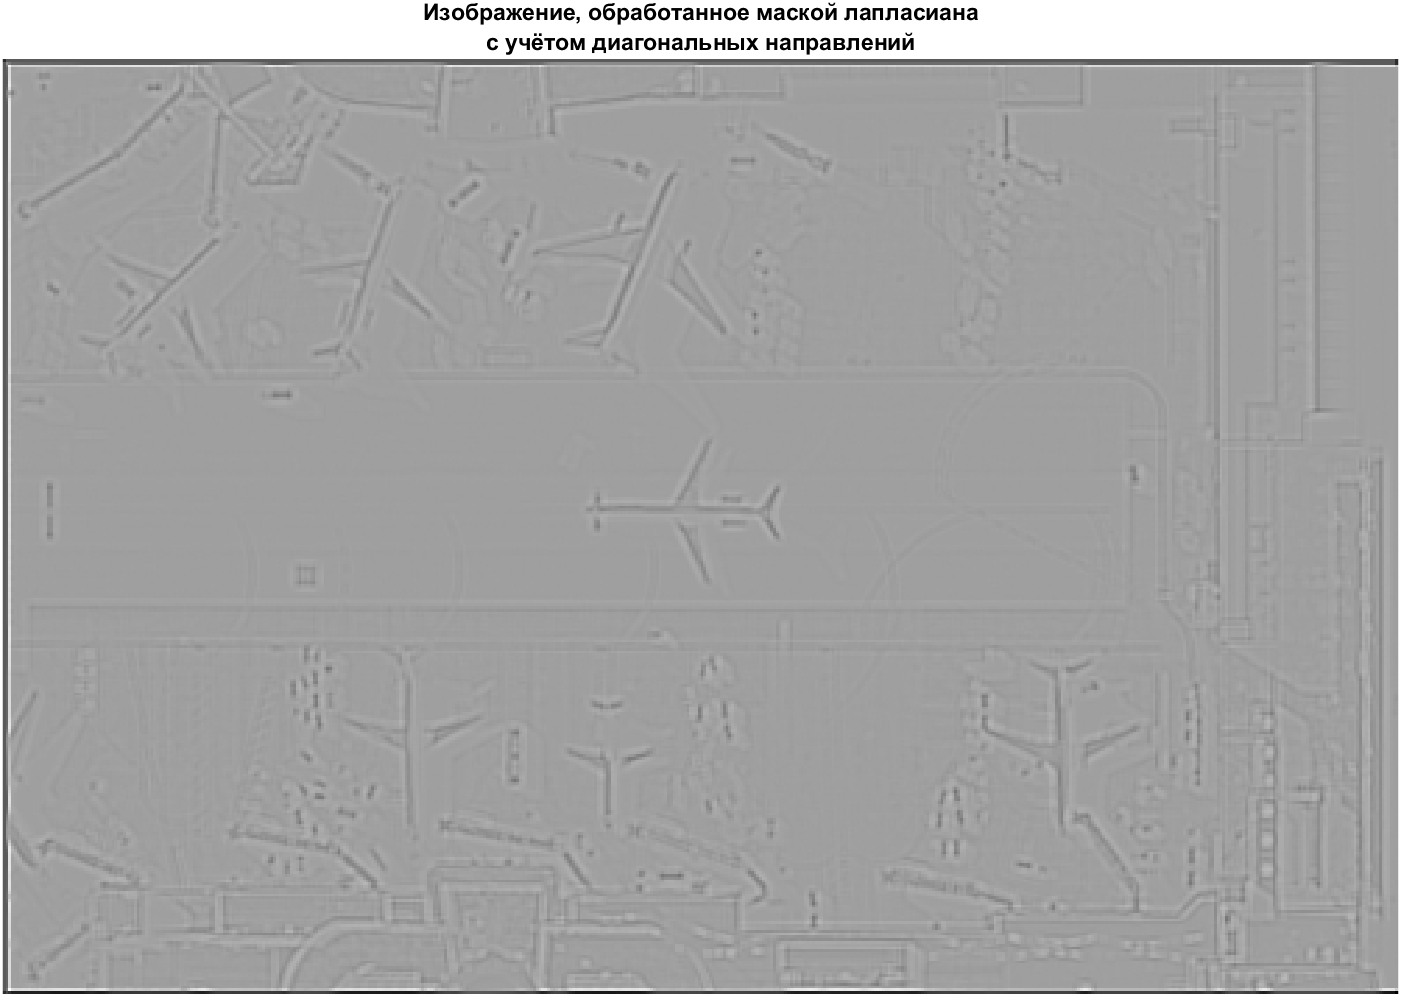 Изображение, обработанное маской лапласиана
с учётом диагональных направлений